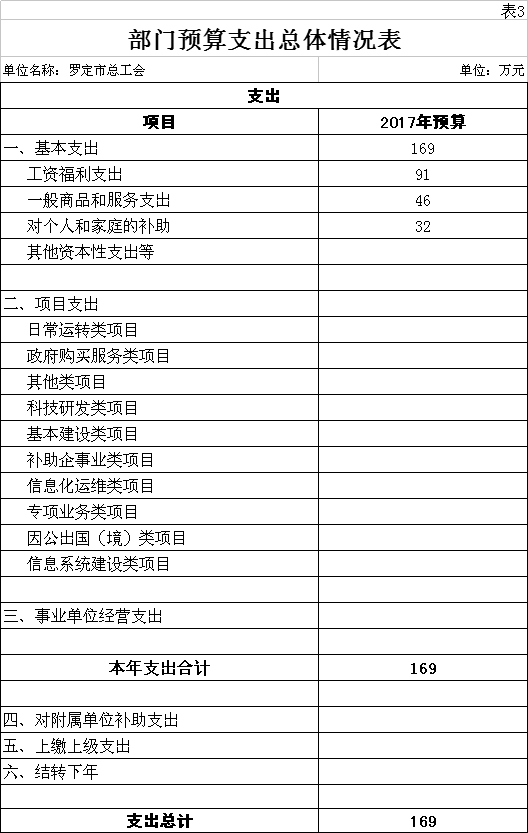 表3
部门预算支出总体情况表
单位名称：罗定市总工会 单位：万元
支出
项目 2017年预算
一、基本支出 169
工资福利支出 91
一般商品和服务支出 46
对个人和家庭的补助 32
其他资本性支出等
二、项目支出
日常运转类项目
政府购买服务类项目
其他类项目
科技研发类项目
基本建设类项目
补助企事业类项目
信息化运维类项目
专项业务类项目
因公出国（境）类项目
信息系统建设类项目
三、事业单位经营支出
本年支出合计 169
四、对附属单位补助支出
五、上缴上级支出
六、结转下年
支出总计 169